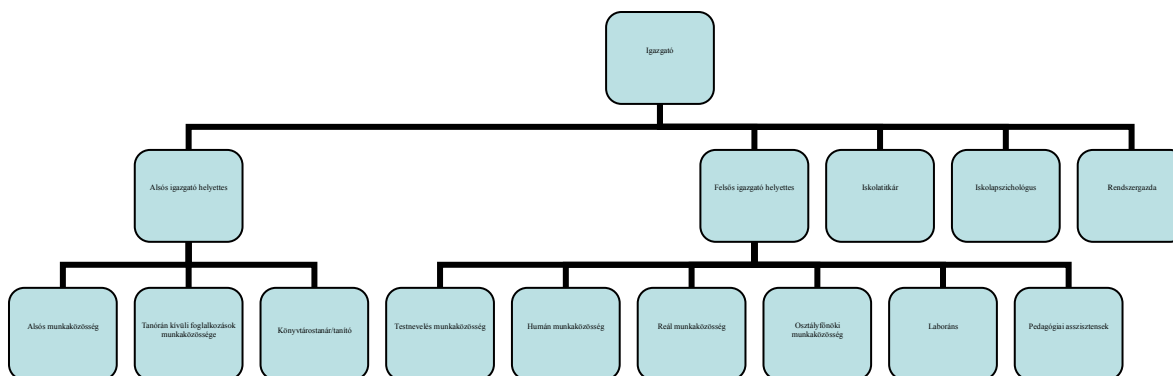 Igazgató
Alsós igazgató helyettes
Felsős igazgató helyettes
Iskolatitkár
Iskolapszichológus
Rendszergazda
Alsós munkaközösség
Tanórán kívüli foglalkozások
munkaközössége
Könyvtárostanár/tanító
Testnevelés munkaközösség
Humán munkaközösség
Reál munkaközösség
Osztályfőnöki
munkaközösség
Laboráns
Pedagógiai asszisztensek